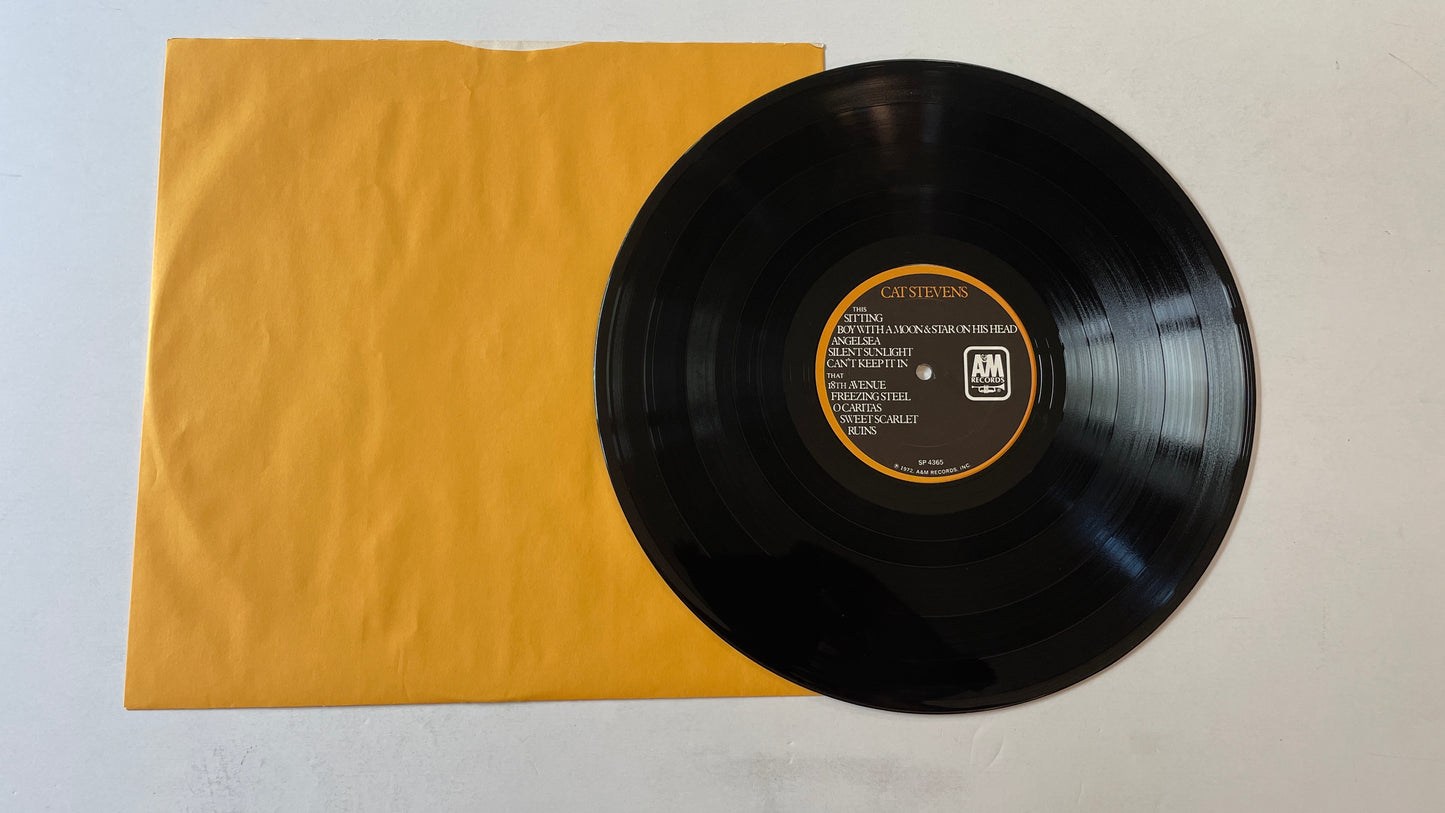 CAT STEVENS
THIS
SITTING
BOY WITH A MOON & STAR ON HIS HEAD
ANGELSEA
SILENT SUNLIGHT
CAN'T KEEP IT IN
THAT
18TH AVENUE
FREEZING STEEL
O CARITAS
SWEET SCARLET
RUINS
A&M
RECORDS
SP 4365
℗ 1972, A&M RECORDS, INC